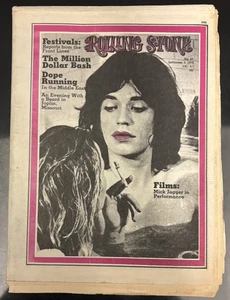 Festivals:
Reports from the
Front Lines
The Million
Dollar Bash
Dope
Running
In the Middle East
An Evening With
a Beard in
Joplin,
Missouri
ROLLING STONE
Films:
Mick Jagger in
Performance